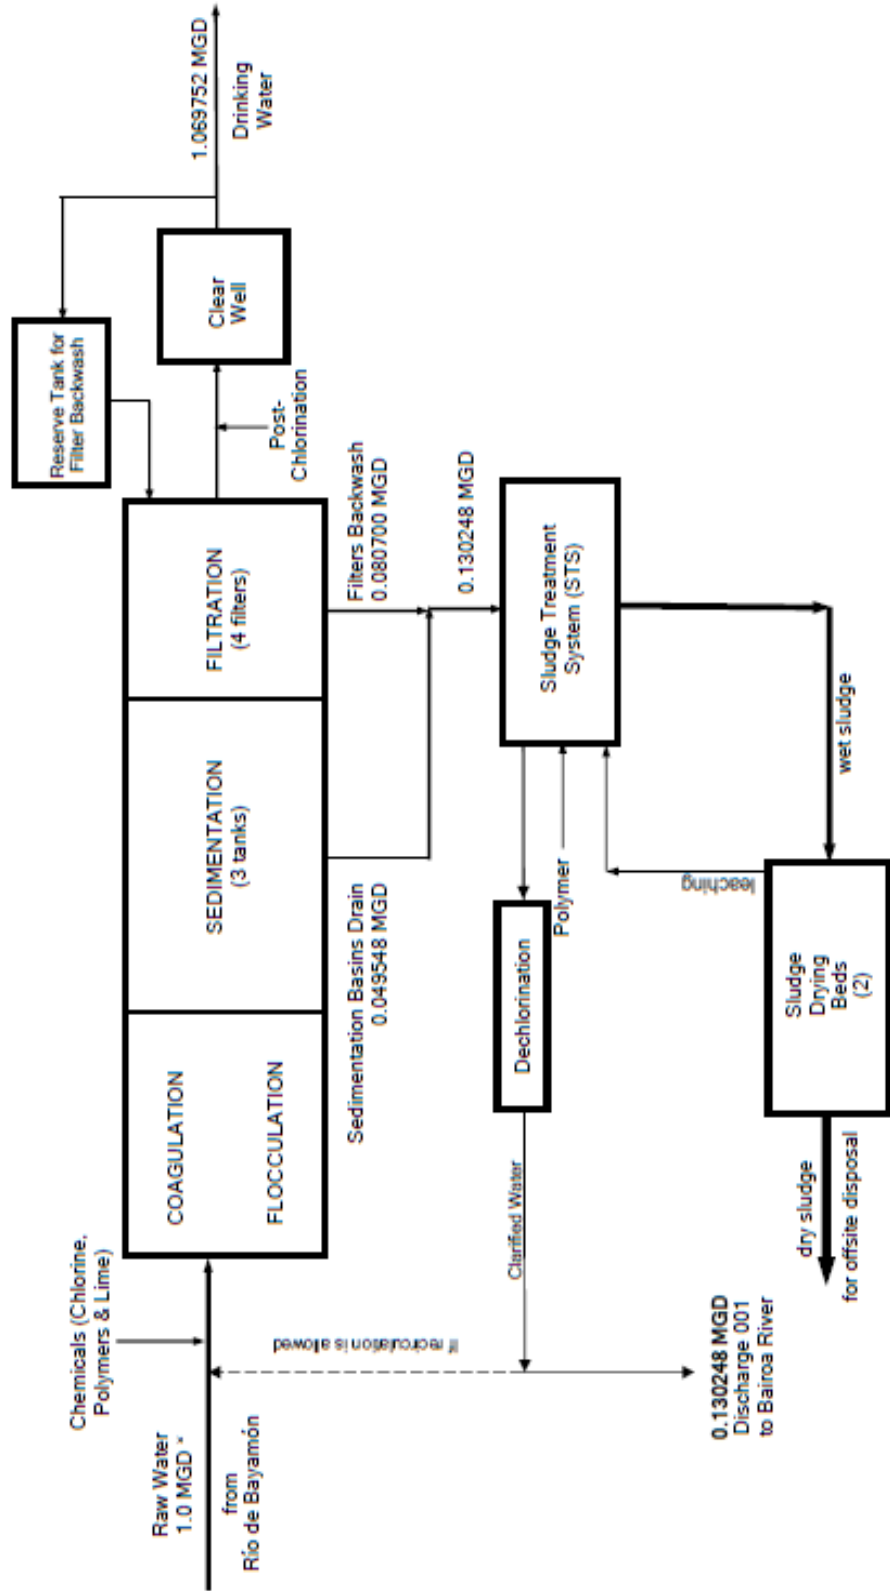 Raw Water
1.0 MGD *
from
Río de Bayamón
Chemicals (Chlorine,
Polymers & Lime)
If recirculation is allowed
COAGULATION
FLOCCULATION
SEDIMENTATION
(3 tanks)
FILTRATION
(4 filters)
Reserve Tank for
Filter Backwash
Post-
Chlorination
Clear
Well
1.069752 MGD
Drinking
Water
Sedimentation Basins Drain
0.049548 MGD
Filters Backwash
0.080700 MGD
0.130248 MGD
Clarified Water
Dechlorination
Polymer
Sludge Treatment
System (STS)
0.130248 MGD
Discharge 001
to Bairoa River
leaching
wet sludge
Sludge
Drying
Beds
(2)
dry sludge
for offsite disposal